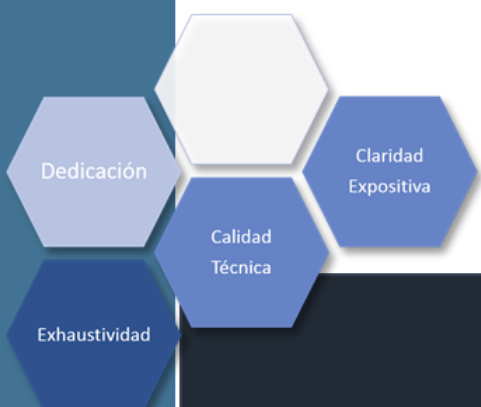 Dedicación
Claridad
Expositiva
Calidad
Técnica
Exhaustividad